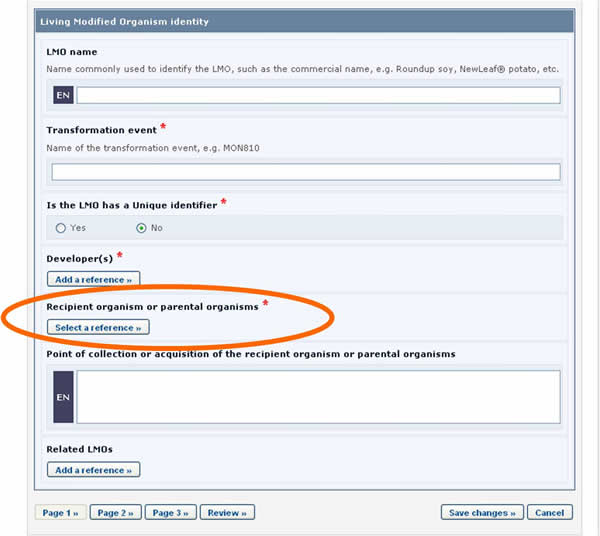 Living Modified Organism identity
LMO name
Name commonly used to identify the LMO, such as the commercial name, e.g. Roundup soy, NewLeaf® potato, etc.
EN
Transformation event *
Name of the transformation event, e.g. MON810
Is the LMO has a Unique identifier *
Yes No
Developer(s) *
Add a reference »
Recipient organism or parental organisms *
Select a reference »
Point of collection or acquisition of the recipient organism or parental organisms
EN
Related LMOs
Add a reference »
Page 1 » Page 2 » Page 3 » Review » Save changes » Cancel